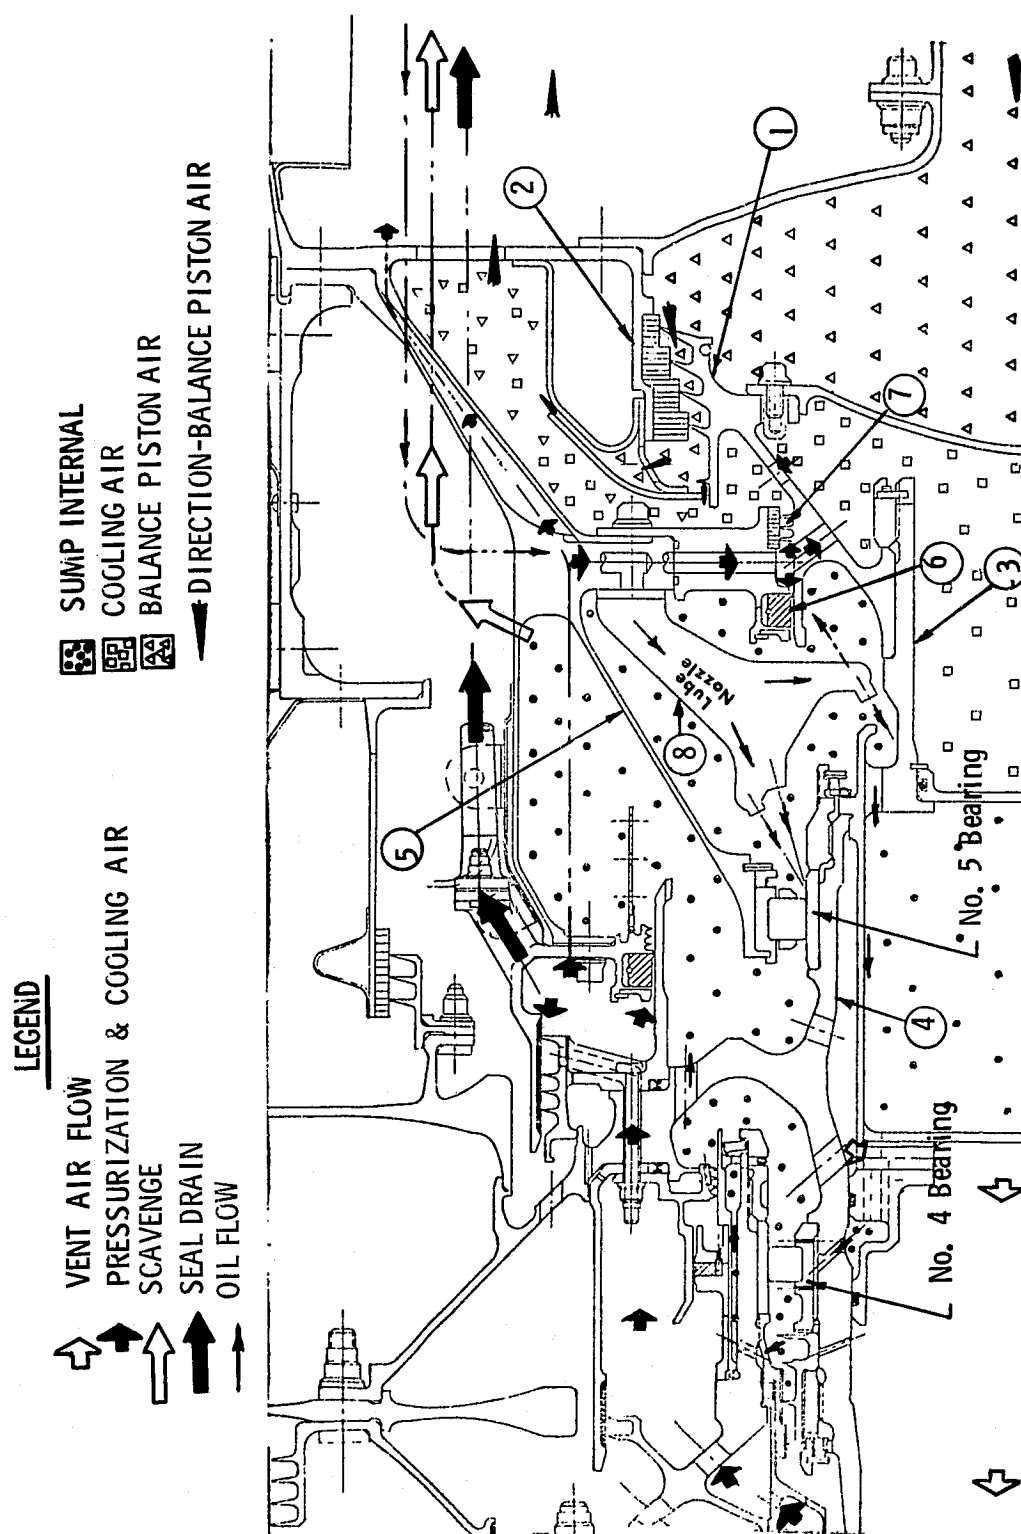 LEGEND
VENT AIR FLOW
PRESSURIZATION & COOLING AIR
SCAVENGE
SEAL DRAIN
OIL FLOW
SUMP INTERNAL
COOLING AIR
BALANCE PISTON AIR
DIRECTION-BALANCE PISTON AIR
1
2
3
4
5
6
7
8
Lube
Nozzle
No. 4 Bearing
No. 5 Bearing